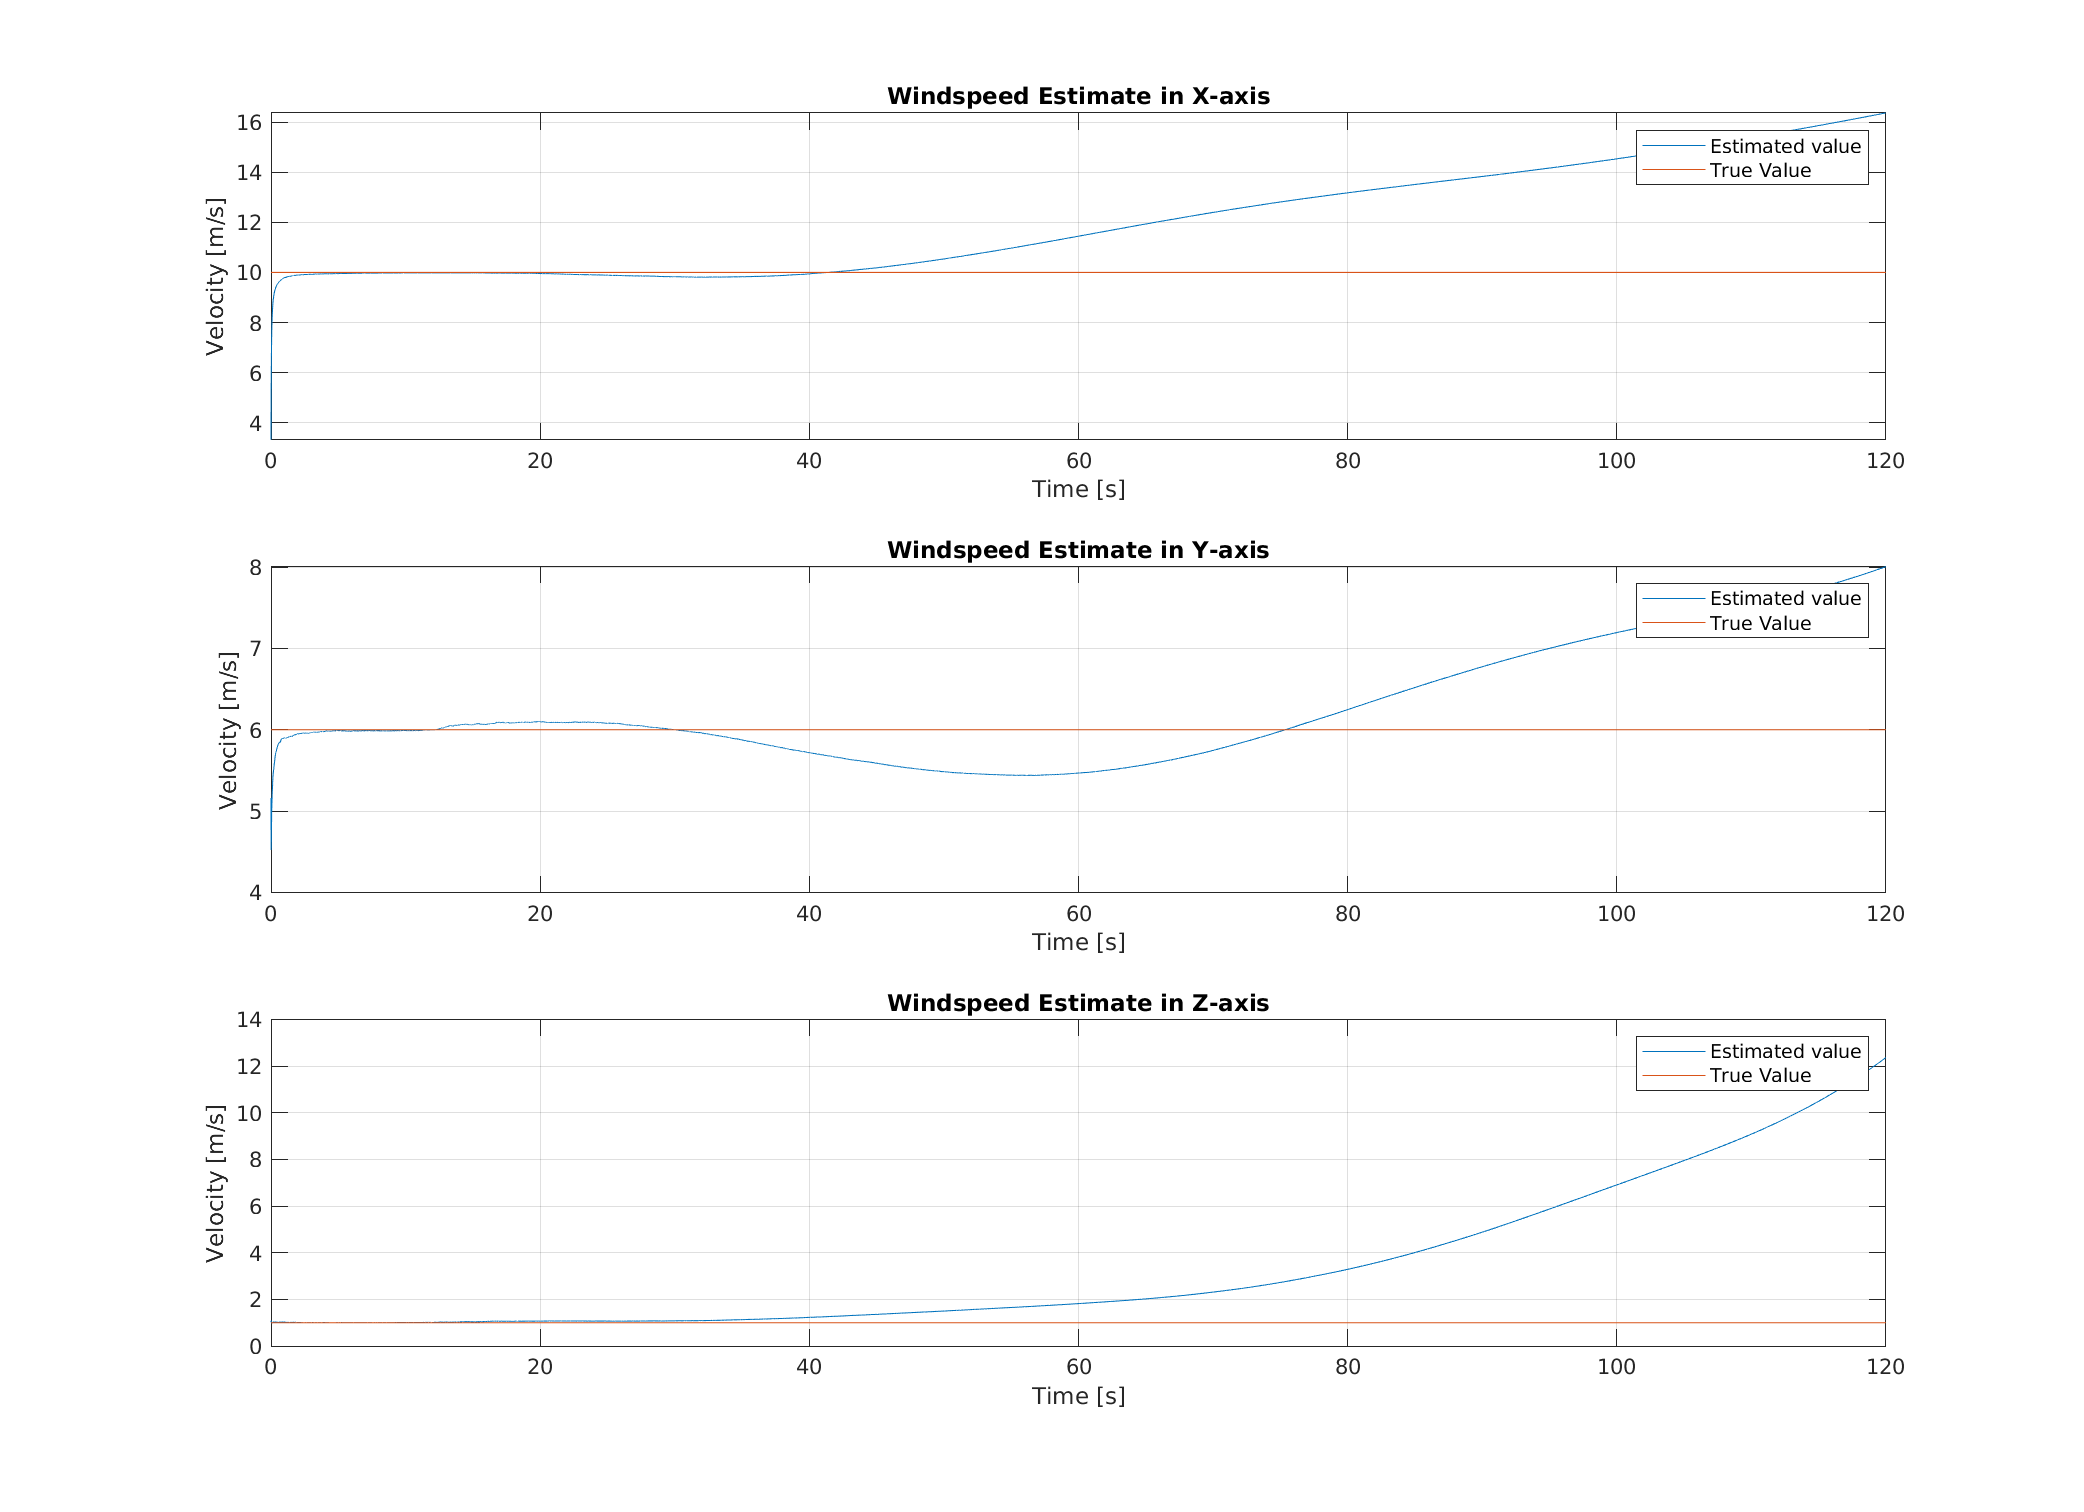 Windspeed Estimate in X-axis
16
14
12
10
8
6
4
Velocity [m/s]
Estimated value
True Value
0 20 40 60 80 100 120
Time [s]
Windspeed Estimate in Y-axis
8
7
6
5
4
Velocity [m/s]
Estimated value
True Value
0 20 40 60 80 100 120
Time [s]
Windspeed Estimate in Z-axis
14
12
10
8
6
4
2
0
Velocity [m/s]
Estimated value
True Value
0 20 40 60 80 100 120
Time [s]